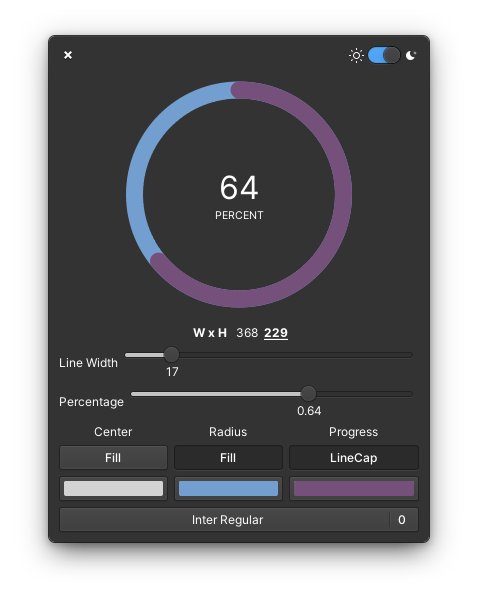 64
PERCENT
W x H 368 229
Line Width
17
Percentage
0.64
Center Radius Progress
Fill Fill LineCap
Inter Regular 0